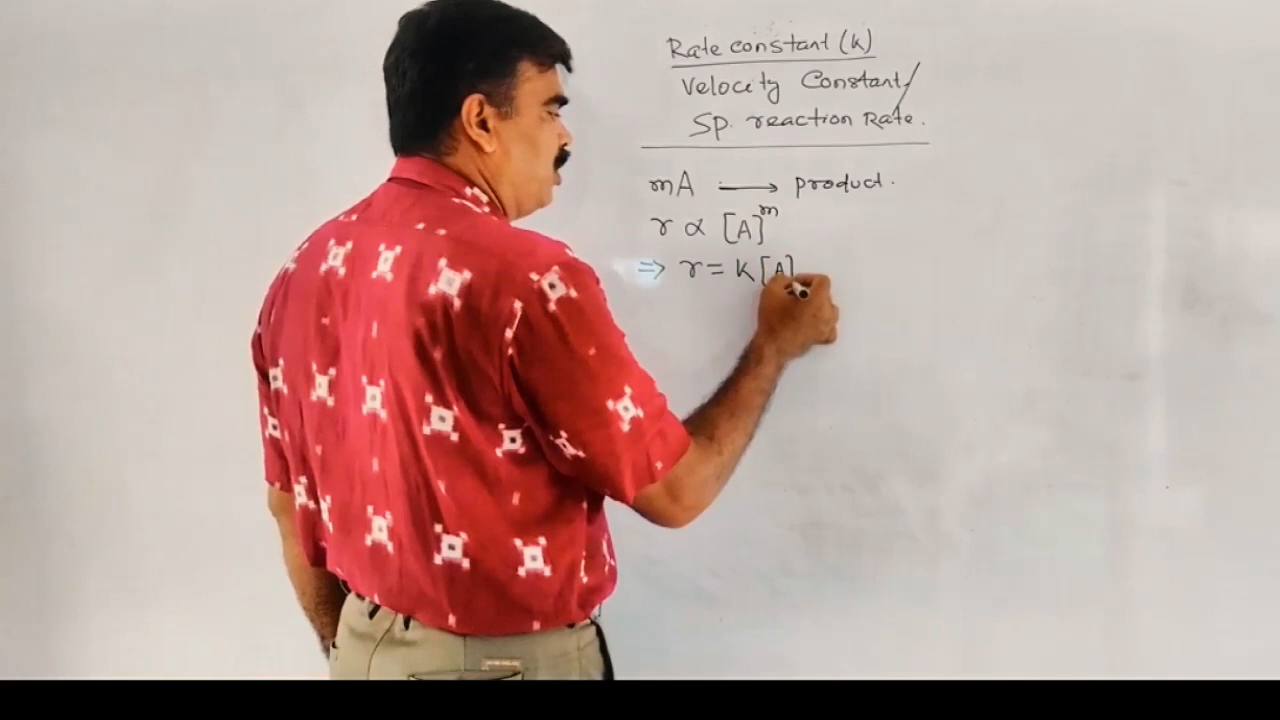 Rate constant (k)
Velocity Constant/
Sp. reaction Rate.
mA ⟶ product.
r ∝ [A]^m
⇒ r = k[A]